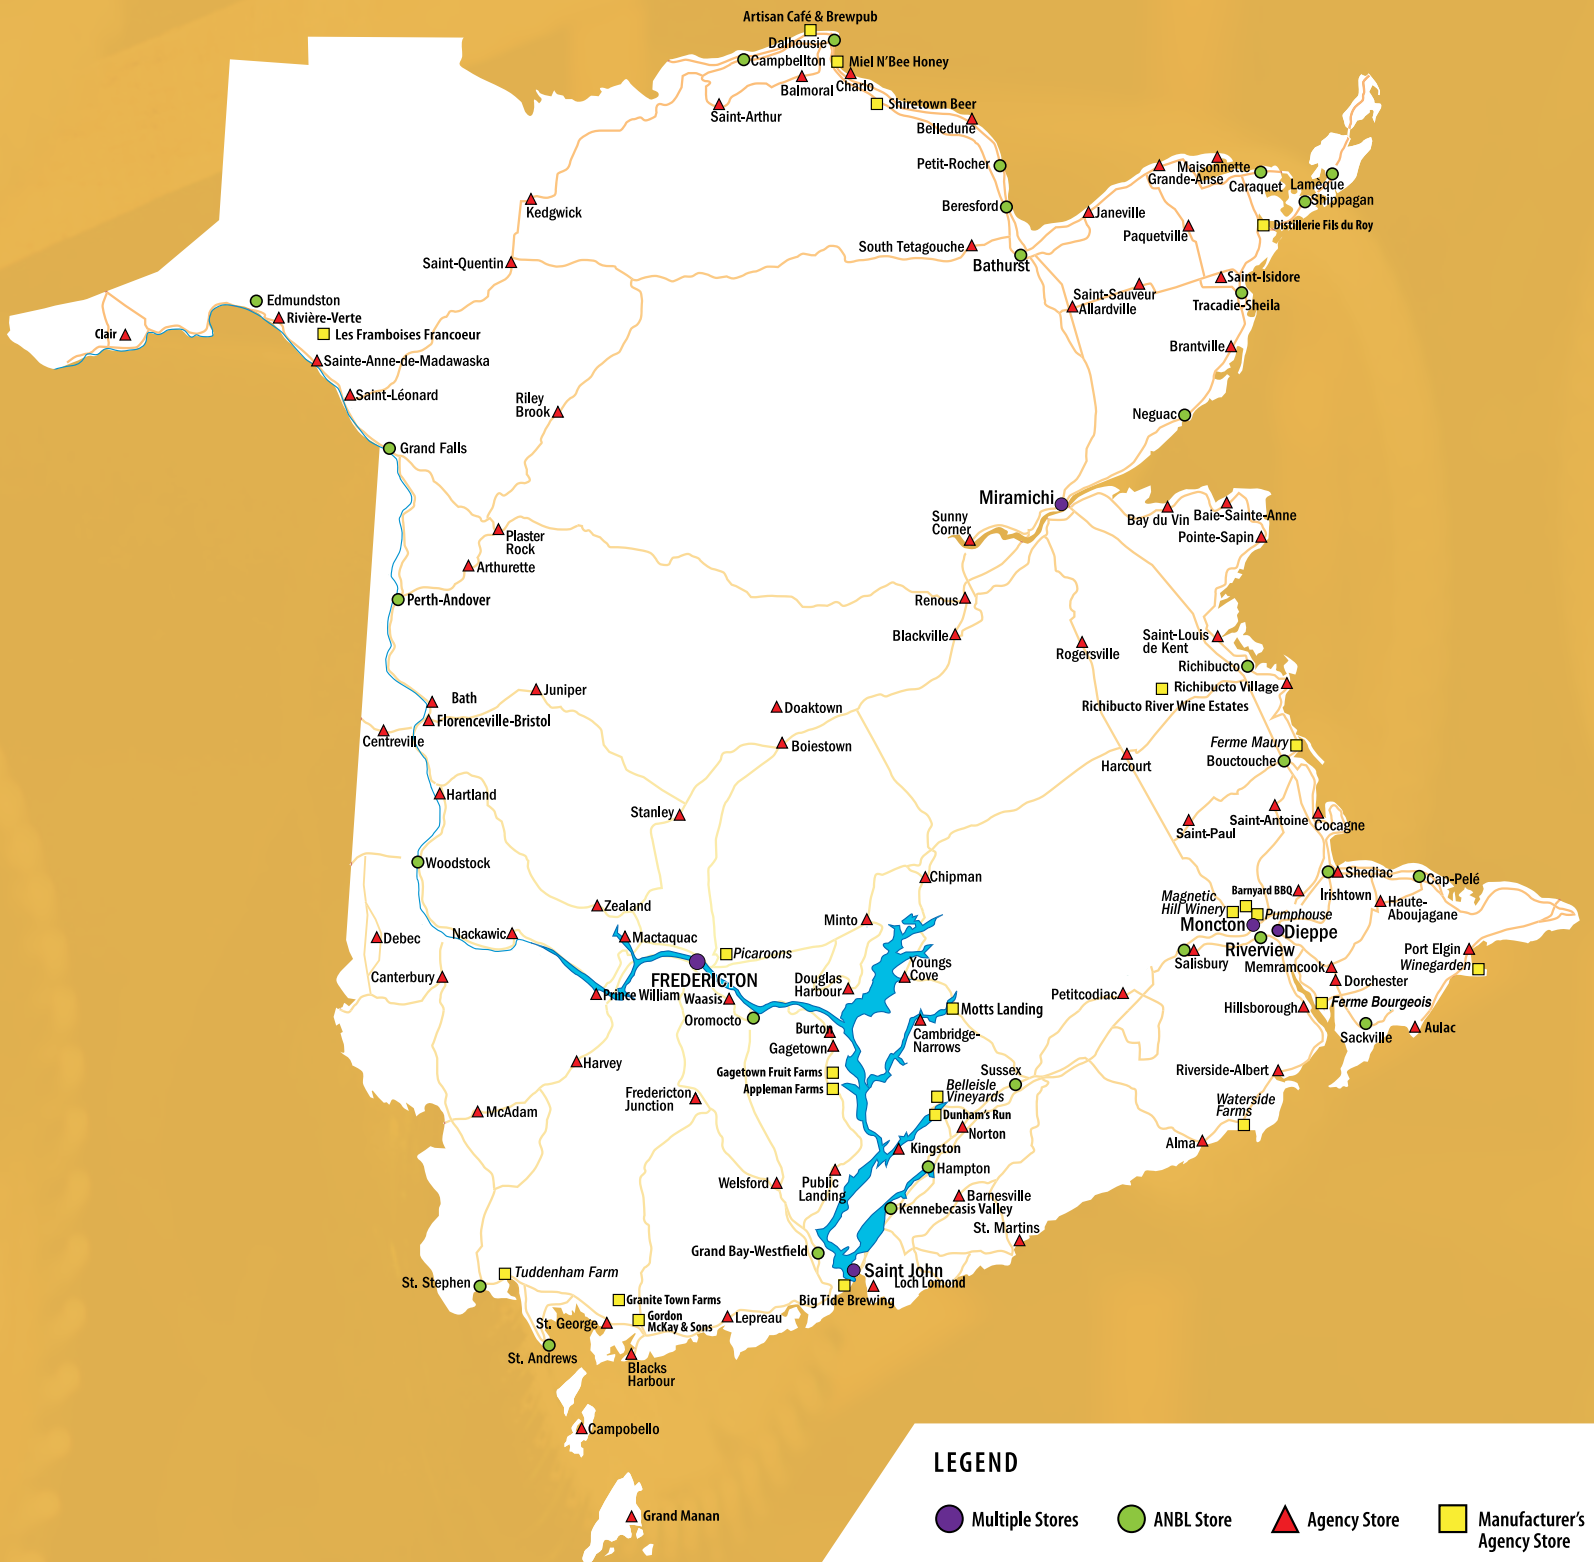 Artisan Café & Brewpub
Dalhousie
Campbellton
Miel N'Bee Honey
Balmoral
Charlo
Saint-Arthur
Shiretown Beer
Belledune
Petit-Rocher
Maisonnette
Grande-Anse
Caraquet
Lamèque
Shippagan
Kedgwick
Beresford
Janeville
Paquetville
Distillerie Fils du Roy
South Tetagouche
Bathurst
Saint-Quentin
Saint-Isidore
Saint-Sauveur
Allardville
Tracadie-Sheila
Edmundston
Rivière-Verte
Clair
Les Framboises Francoeur
Brantville
Sainte-Anne-de-Madawaska
Saint-Léonard
Riley
Brook
Neguac
Grand Falls
Miramichi
Sunny
Corner
Bay du Vin
Baie-Sainte-Anne
Pointe-Sapin
Plaster
Rock
Arthurette
Perth-Andover
Renous
Blackville
Rogersville
Saint-Louis
de Kent
Richibucto
Richibucto Village
Richibucto River Wine Estates
Bath
Juniper
Florenceville-Bristol
Centreville
Doaktown
Boiestown
Ferme Maury
Bouctouche
Harcourt
Hartland
Stanley
Saint-Paul
Saint-Antoine
Cocagne
Woodstock
Chipman
Shediac
Cap-Pelé
Barnyard BBQ
Irishtown
Magnetic
Hill Winery
Pumphouse
Haute-
Aboujagane
Zealand
Minto
Moncton
Dieppe
Riverview
Debec
Nackawic
Mactaquac
Picaroons
Port Elgin
Winegarden
Salisbury
Memramcook
Dorchester
Canterbury
FREDERICTON
Youngs
Cove
Douglas
Harbour
Prince William
Waasis
Petitcodiac
Hillsborough
Ferme Bourgeois
Oromocto
Motts Landing
Burton
Cambridge-
Narrows
Sackville
Aulac
Gagetown
Harvey
Gagetown Fruit Farms
Appleman Farms
Sussex
Riverside-Albert
Belleisle
Vineyards
Fredericton
Junction
McAdam
Dunham's Run
Norton
Waterside
Farms
Alma
Kingston
Hampton
Welsford
Public
Landing
Barnesville
Kennebecasis Valley
St. Martins
Grand Bay-Westfield
Tuddenham Farm
St. Stephen
Saint John
Loch Lomond
Big Tide Brewing
Granite Town Farms
Gordon
McKay & Sons
St. George
Lepreau
St. Andrews
Blacks
Harbour
Campobello
Grand Manan
LEGEND
Multiple Stores
ANBL Store
Agency Store
Manufacturer's
Agency Store